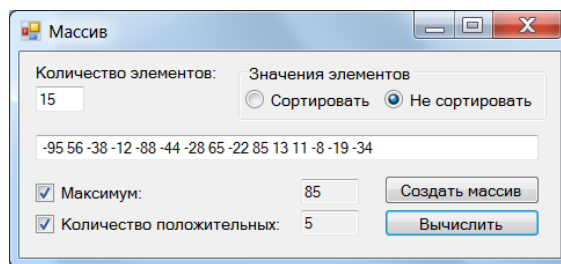 Массив
Количество элементов:
15
Значения элементов
Сортировать Не сортировать
-95 56 -38 -12 -88 -44 -28 65 -22 85 13 11 -8 -19 -34
Максимум: 85 Создать массив
Количество положительных: 5 Вычислить